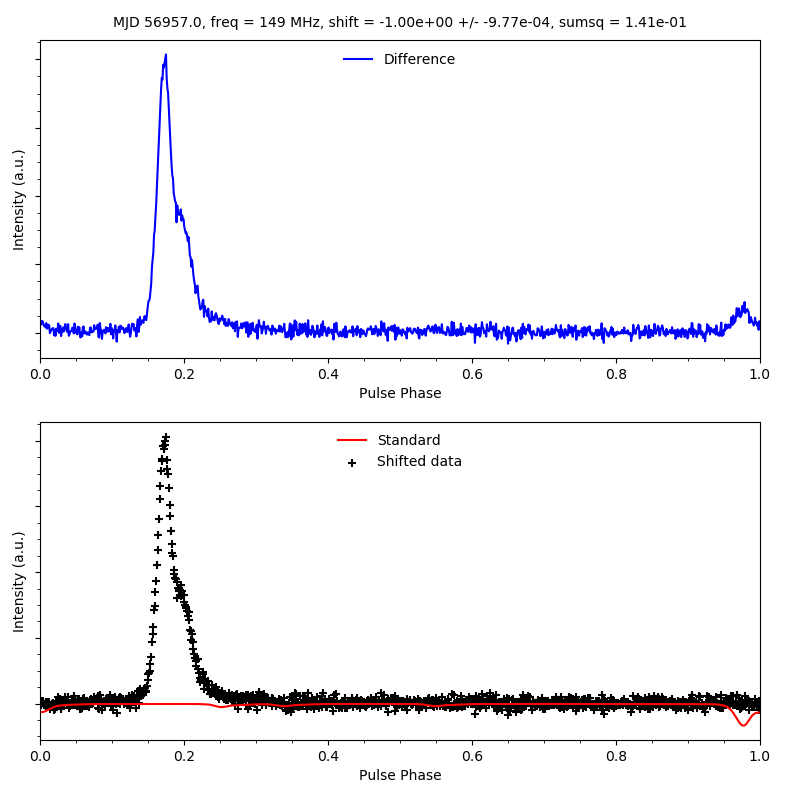 MJD 56957.0, freq = 149 MHz, shift = -1.00e+00 +/- -9.77e-04, sumsq = 1.41e-01
Difference
Intensity (a.u.)
0.0 0.2 0.4 0.6 0.8 1.0
Pulse Phase
Standard
Shifted data
Intensity (a.u.)
0.0 0.2 0.4 0.6 0.8 1.0
Pulse Phase